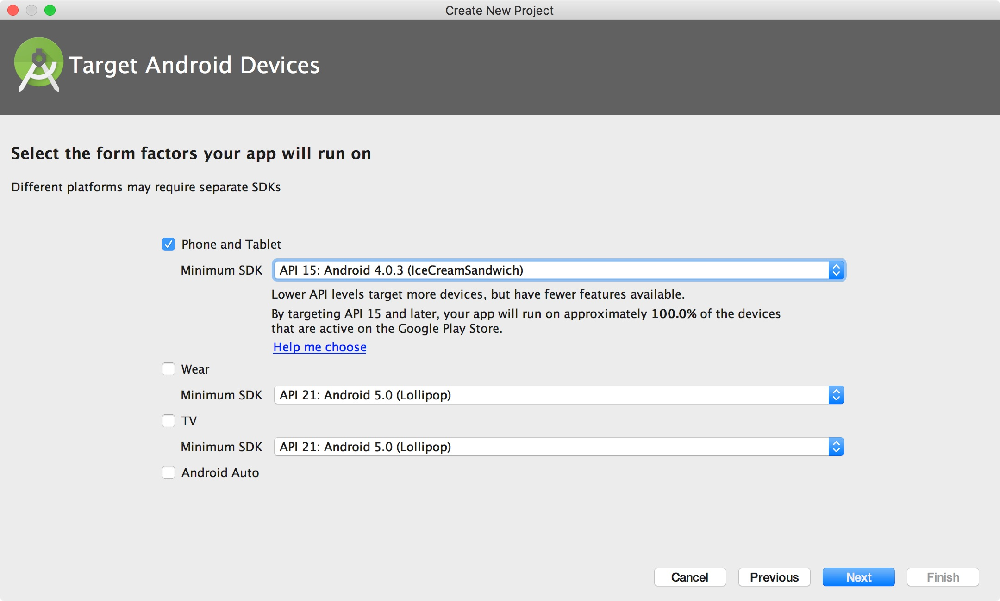 Create New Project
Target Android Devices
Select the form factors your app will run on
Different platforms may require separate SDKs
Phone and Tablet
Minimum SDK API 15: Android 4.0.3 (IceCreamSandwich)
Lower API levels target more devices, but have fewer features available.
By targeting API 15 and later, your app will run on approximately 100.0% of the devices
that are active on the Google Play Store.
Help me choose
Wear
Minimum SDK API 21: Android 5.0 (Lollipop)
TV
Minimum SDK API 21: Android 5.0 (Lollipop)
Android Auto
Cancel Previous Next Finish